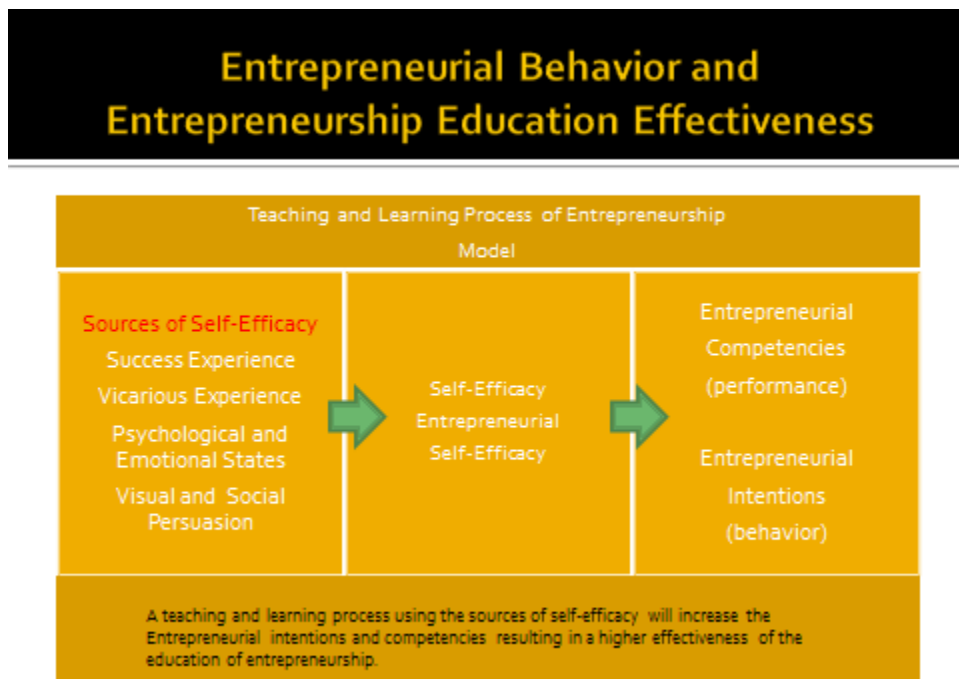 Entrepreneurial Behavior and
Entrepreneurship Education Effectiveness
Teaching and Learning Process of Entrepreneurship
Model
Sources of Self-Efficacy
Success Experience
Vicarious Experience
Psychological and
Emotional States
Visual and Social
Persuasion
Self-Efficacy
Entrepreneurial
Self-Efficacy
Entrepreneurial
Competencies
(performance)
Entrepreneurial
Intentions
(behavior)
A teaching and learning process using the sources of self-efficacy will increase the
Entrepreneurial intentions and competencies resulting in a higher effectiveness of the
education of entrepreneurship.